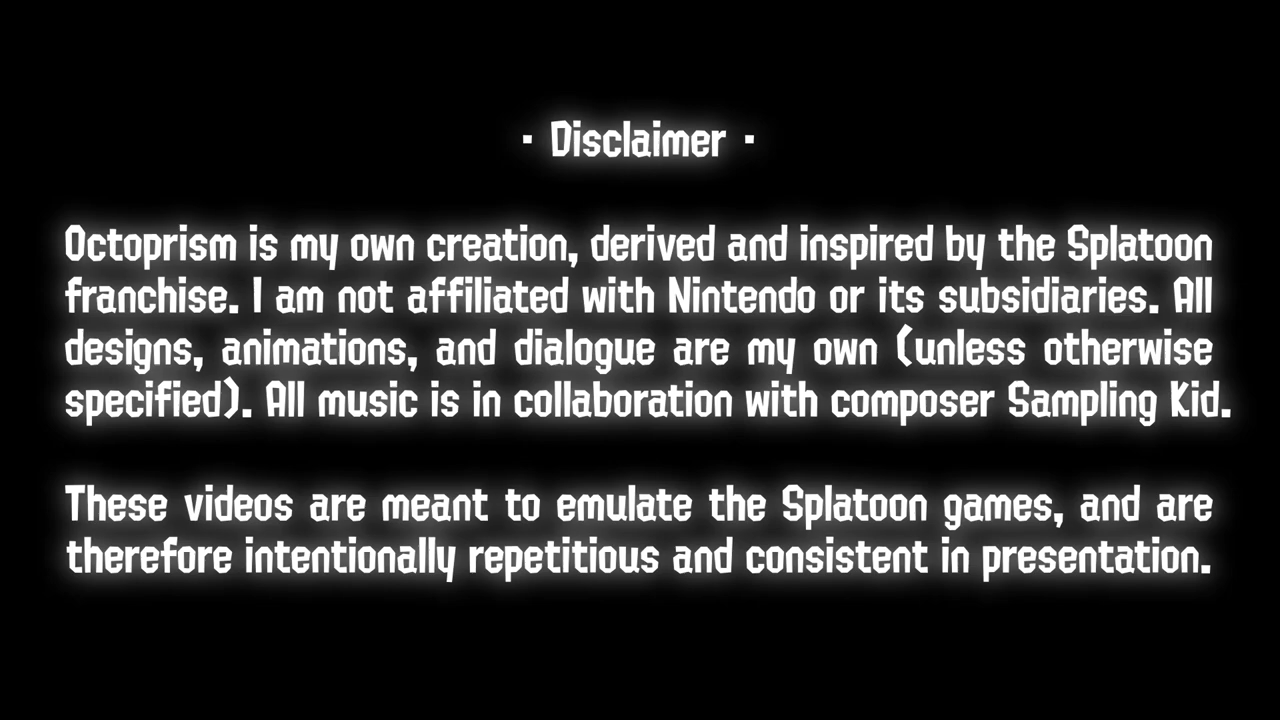 · Disclaimer ·
Octoprism is my own creation, derived and inspired by the Splatoon
franchise. I am not affiliated with Nintendo or its subsidiaries. All
designs, animations, and dialogue are my own (unless otherwise
specified). All music is in collaboration with composer Sampling Kid.
These videos are meant to emulate the Splatoon games, and are
therefore intentionally repetitious and consistent in presentation.